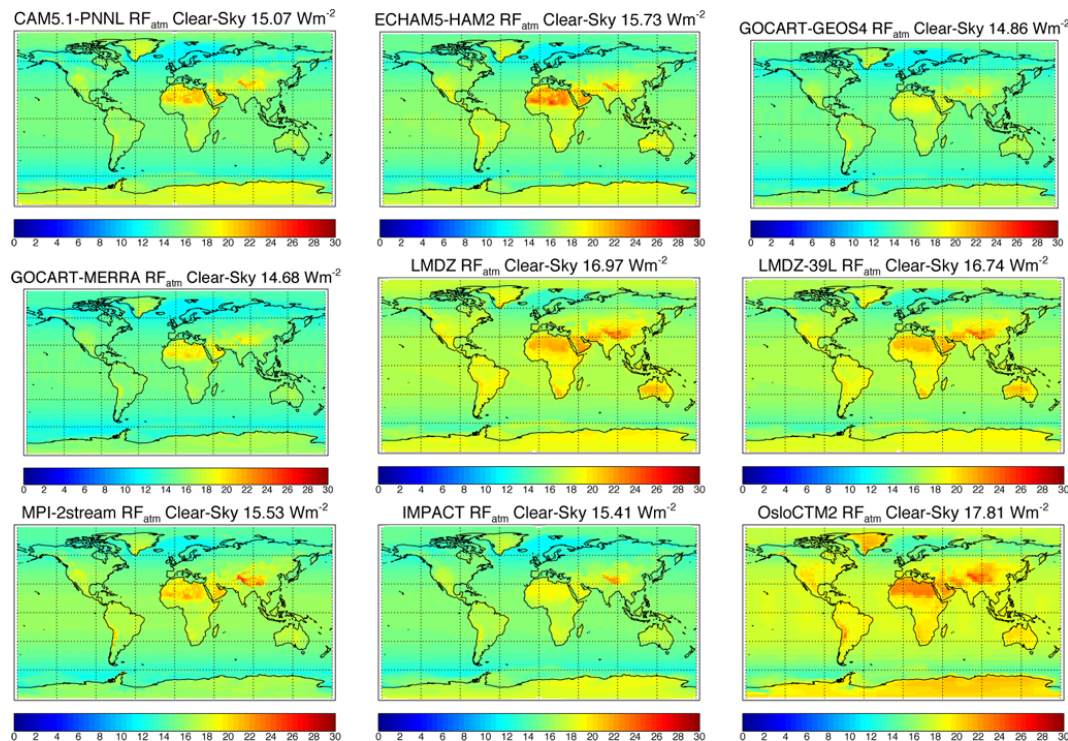 CAM5.1-PNNL RFatm Clear-Sky 15.07 Wm-2
0 2 4 6 8 10 12 14 16 18 20 22 24 26 28 30
ECHAM5-HAM2 RFatm Clear-Sky 15.73 Wm-2
0 2 4 6 8 10 12 14 16 18 20 22 24 26 28 30
GOCART-GEOS4 RFatm Clear-Sky 14.86 Wm-2
0 2 4 6 8 10 12 14 16 18 20 22 24 26 28 30
GOCART-MERRA RFatm Clear-Sky 14.68 Wm-2
0 2 4 6 8 10 12 14 16 18 20 22 24 26 28 30
LMDZ RFatm Clear-Sky 16.97 Wm-2
0 2 4 6 8 10 12 14 16 18 20 22 24 26 28 30
LMDZ-39L RFatm Clear-Sky 16.74 Wm-2
0 2 4 6 8 10 12 14 16 18 20 22 24 26 28 30
MPI-2stream RFatm Clear-Sky 15.53 Wm-2
0 2 4 6 8 10 12 14 16 18 20 22 24 26 28 30
IMPACT RFatm Clear-Sky 15.41 Wm-2
0 2 4 6 8 10 12 14 16 18 20 22 24 26 28 30
OsloCTM2 RFatm Clear-Sky 17.81 Wm-2
0 2 4 6 8 10 12 14 16 18 20 22 24 26 28 30